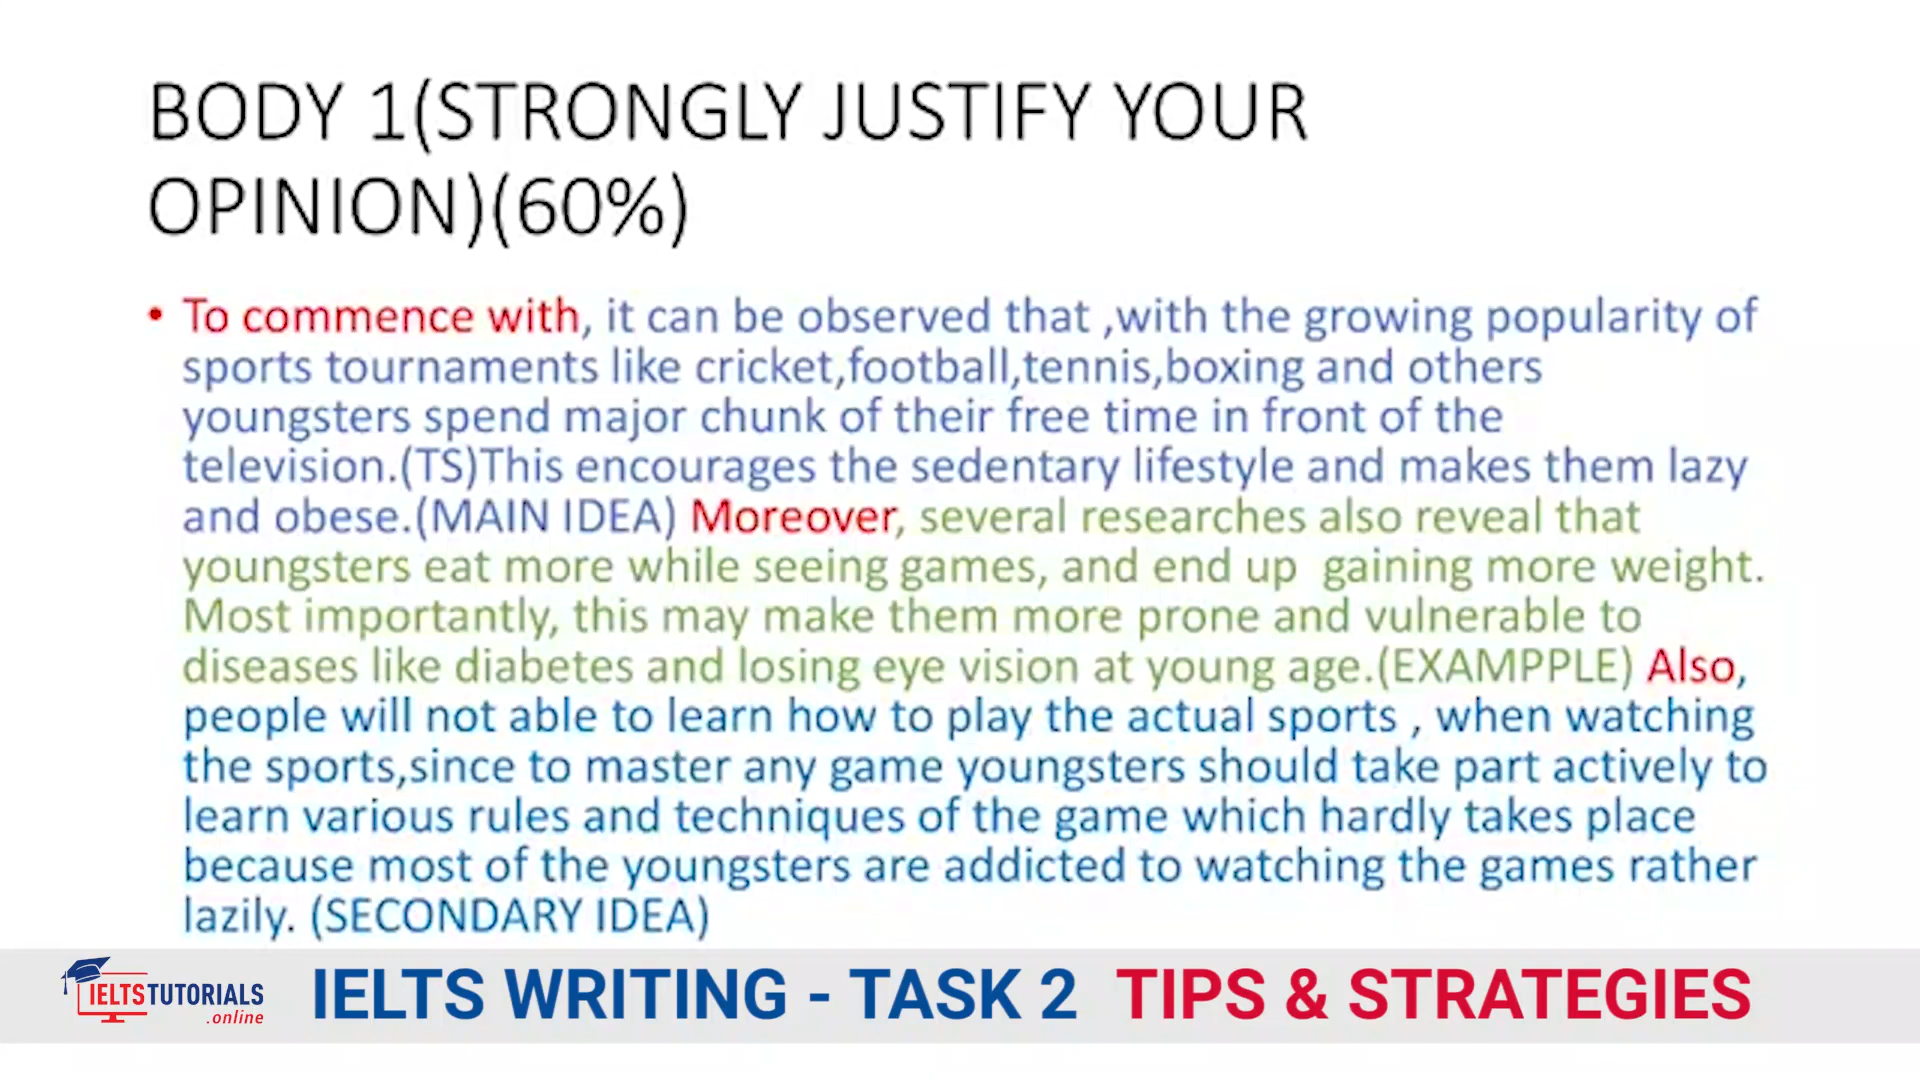 BODY 1(STRONGLY JUSTIFY YOUR
OPINION)(60%)
• To commence with, it can be observed that ,with the growing popularity of
sports tournaments like cricket,football,tennis,boxing and others
youngsters spend major chunk of their free time in front of the
television.(TS)This encourages the sedentary lifestyle and makes them lazy
and obese.(MAIN IDEA) Moreover, several researches also reveal that
youngsters eat more while seeing games, and end up  gaining more weight.
Most importantly, this may make them more prone and vulnerable to
diseases like diabetes and losing eye vision at young age.(EXAMPPLE) Also,
people will not able to learn how to play the actual sports , when watching
the sports,since to master any game youngsters should take part actively to
learn various rules and techniques of the game which hardly takes place
because most of the youngsters are addicted to watching the games rather
lazily. (SECONDARY IDEA)
IELTSTUTORIALS
.online
IELTS WRITING - TASK 2 TIPS & STRATEGIES